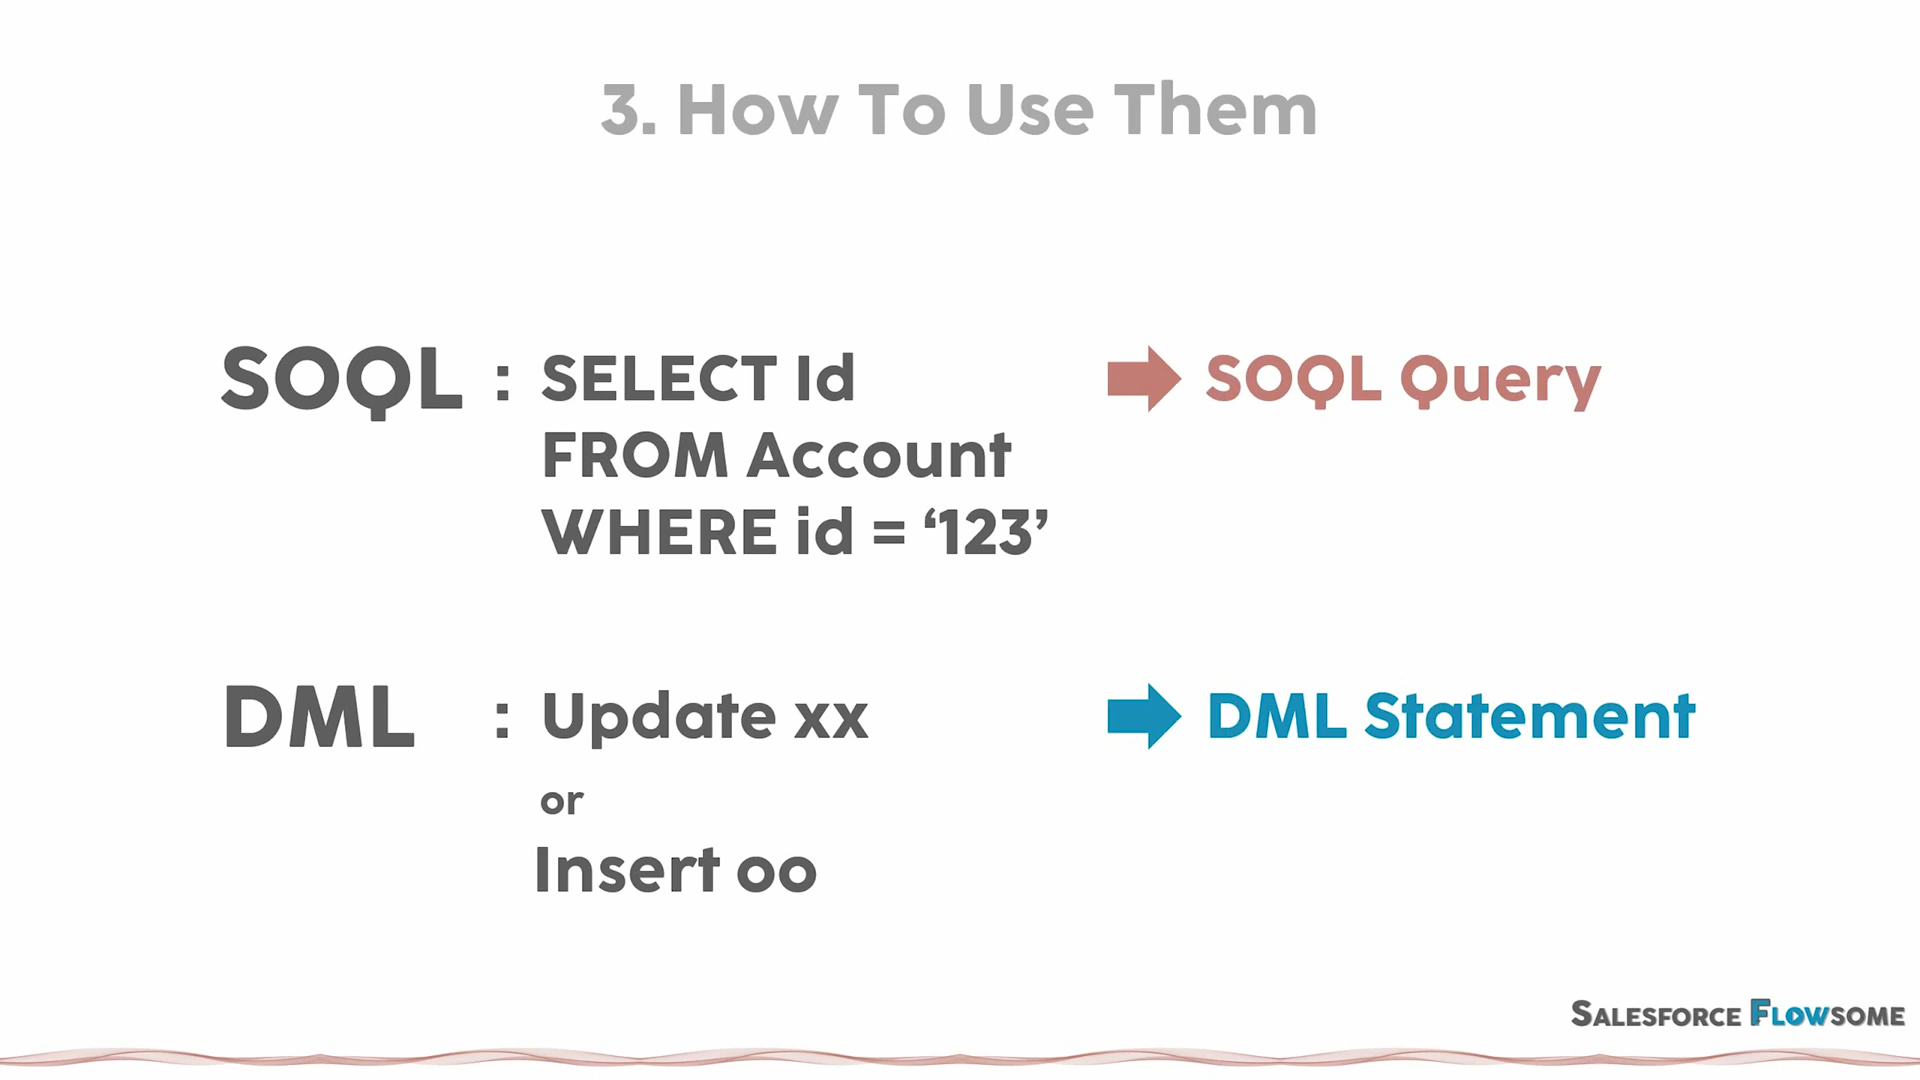 3. How To Use Them
SOQL : SELECT Id → SOQL Query
FROM Account
WHERE id = ‘123’
DML : Update xx → DML Statement
or
Insert oo
SALESFORCE FLOWSOME